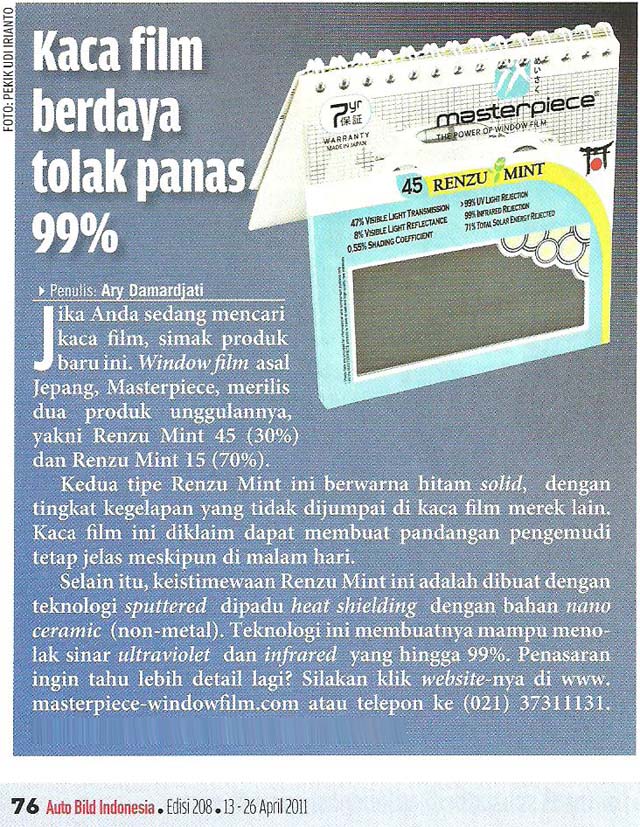 FOTO: PEKIK UDI IRIANTO
Kaca film
berdaya
tolak panas
99%
7yr
保証
WARRANTY
MADE IN JAPAN
masterpiece
THE POWER OF WINDOW FILM
45 RENZU MINT
47% VISIBLE LIGHT TRANSMISSION
8% VISIBLE LIGHT REFLECTANCE
0.55% SHADING COEFFICIENT
>99% UV LIGHT REJECTION
99% INFRARED REJECTION
71% TOTAL SOLAR ENERGY REJECTED
Penulis: Ary Damardjati
Jika Anda sedang mencari
kaca film, simak produk
baru ini. Window film asal
Jepang, Masterpiece, merilis
dua produk unggulannya,
yakni Renzu Mint 45 (30%)
dan Renzu Mint 15 (70%).
Kedua tipe Renzu Mint ini berwarna hitam solid, dengan
tingkat kegelapan yang tidak dijumpai di kaca film merek lain.
Kaca film ini diklaim dapat membuat pandangan pengemudi
tetap jelas meskipun di malam hari.
Selain itu, keistimewaan Renzu Mint ini adalah dibuat dengan
teknologi sputtered dipadu heat shielding dengan bahan nano
ceramic (non-metal). Teknologi ini membuatnya mampu meno-
lak sinar ultraviolet dan infrared yang hingga 99%. Penasaran
ingin tahu lebih detail lagi? Silakan klik website-nya di www.
masterpiece-windowfilm.com atau telepon ke (021) 37311131.
76 Auto Bild Indonesia • Edisi 208 • 13 - 26 April 2011